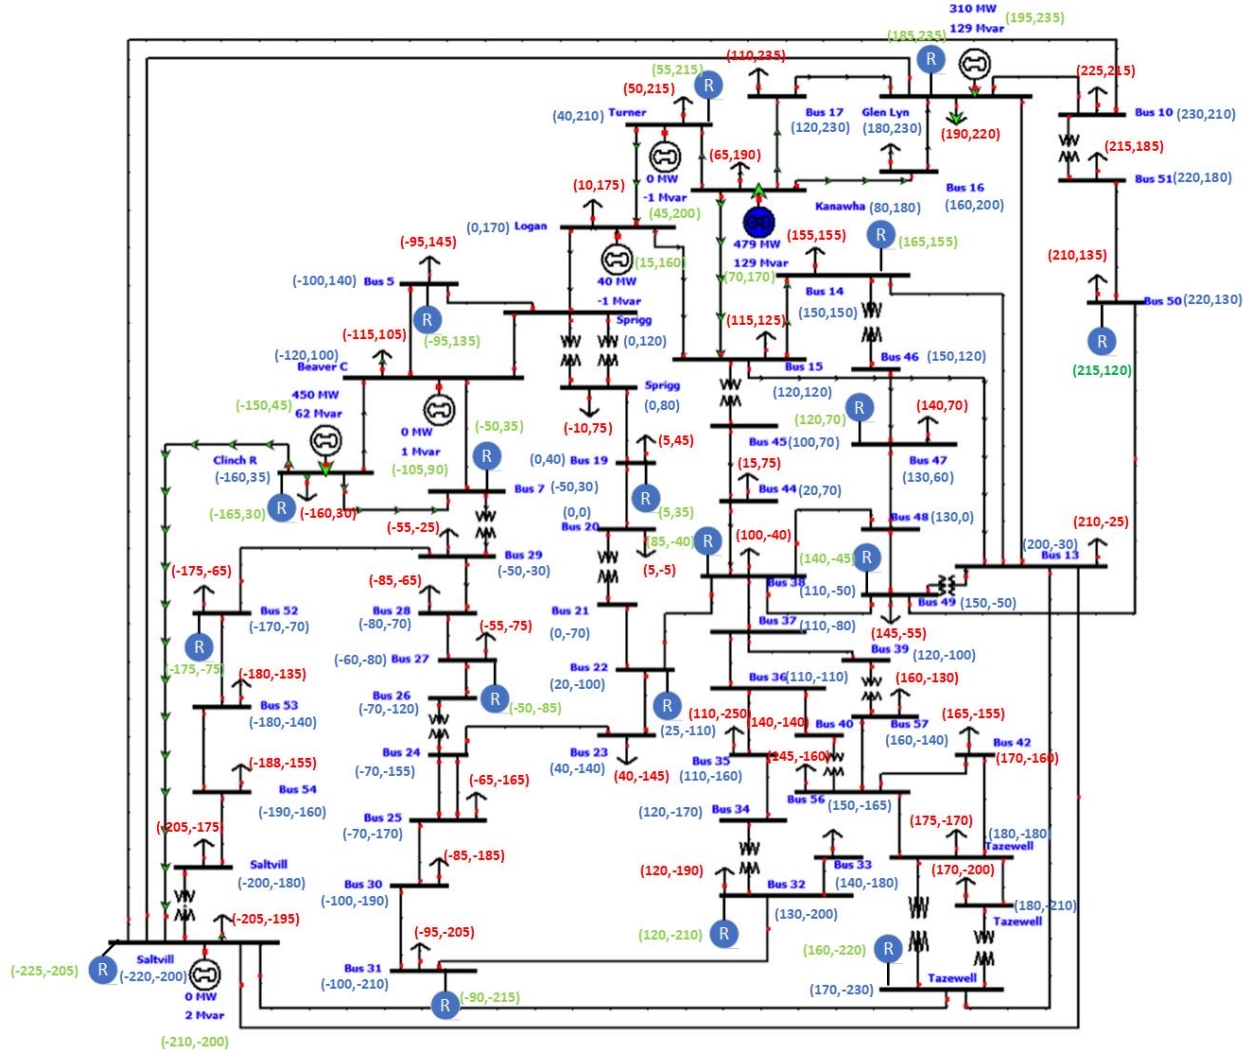 310 MW
129 Mvar
(195,235)
(185,235)
R
(110,235)
(225,215)
(55,215)
R
(50,215)
Turner
(40,210)
Bus 17
(120,230)
Glen Lyn
(180,230)
(190,220)
Bus 10 (230,210)
(215,185)
Bus 51 (220,180)
(65,190)
0 MW
-1 Mvar
(45,200)
(10,175)
(0,170) Logan
Bus 16
(160,200)
Kanawha (80,180)
479 MW
129 Mvar
(70,170)
(155,155)
R
(165,155)
(210,135)
(-95,145)
(-100,140) Bus 5
(15,160)
40 MW
-1 Mvar
Bus 14
(150,150)
Bus 50 (220,130)
R
(215,120)
R
(-95,135)
Sprigg
(0,120)
(115,125)
(-115,105)
(-120,100)
Beaver C
Bus 15
(120,120)
Bus 46 (150,120)
450 MW
62 Mvar
(-150,45)
0 MW
1 Mvar
(-105,90)
Sprigg
(0,80)
(-10,75)
(120,70)
R
(140,70)
(-50,35)
R
(5,45)
Bus 45 (100,70)
Bus 47
(130,60)
Clinch R
(-160,35)
(0,40) Bus 19
(15,75)
Bus 44 (20,70)
R
(-165,30)
(-160,30)
Bus 7
(-50,30)
R
(5,35)
(0,0)
Bus 20
(-55,-25)
(85,-40)
R
(100,-40)
Bus 48 (130,0)
(210,-25)
(200,-30)
Bus 13
Bus 29
(-50,-30)
(5,-5)
(140,-45)
R
Bus 38
(110,-50)
Bus 49 (150,-50)
(-175,-65)
(-85,-65)
Bus 52
(-170,-70)
Bus 28
(-80,-70)
(-55,-75)
Bus 21
(0,-70)
Bus 37
(110,-80)
(145,-55)
R
(-175,-75)
(-60,-80) Bus 27
Bus 39
(120,-100)
(-180,-135)
Bus 22
(20,-100)
Bus 36 (110,-110)
(160,-130)
Bus 53
(-180,-140)
Bus 26
(-70,-120)
R
(-50,-85)
R
(25,-110)
(110,-250)
(140,-140)
Bus 40
Bus 57
(160,-140)
(165,-155)
Bus 42
(170,-160)
(-188,-155)
Bus 24
(-70,-155)
Bus 23
(40,-140)
(40,-145)
Bus 35
(110,-160)
(145,-160)
Bus 54
(-190,-160)
(-65,-165)
Bus 56
(150,-165)
(-205,-175)
Bus 25
(-70,-170)
(120,-170)
Bus 34
(175,-170)
(180,-180)
Tazewell
Saltvill
(-200,-180)
(-85,-185)
Bus 30
(-100,-190)
(120,-190)
Bus 33
(140,-180)
(170,-200)
Bus 32
(130,-200)
(180,-210)
Tazewell
(-205,-195)
(-95,-205)
(120,-210)
R
(160,-220)
R
(-225,-205)
R
Saltvill
(-220,-200)
Bus 31
(-100,-210)
Tazewell
(170,-230)
0 MW
2 Mvar
(-210,-200)
R
(-90,-215)